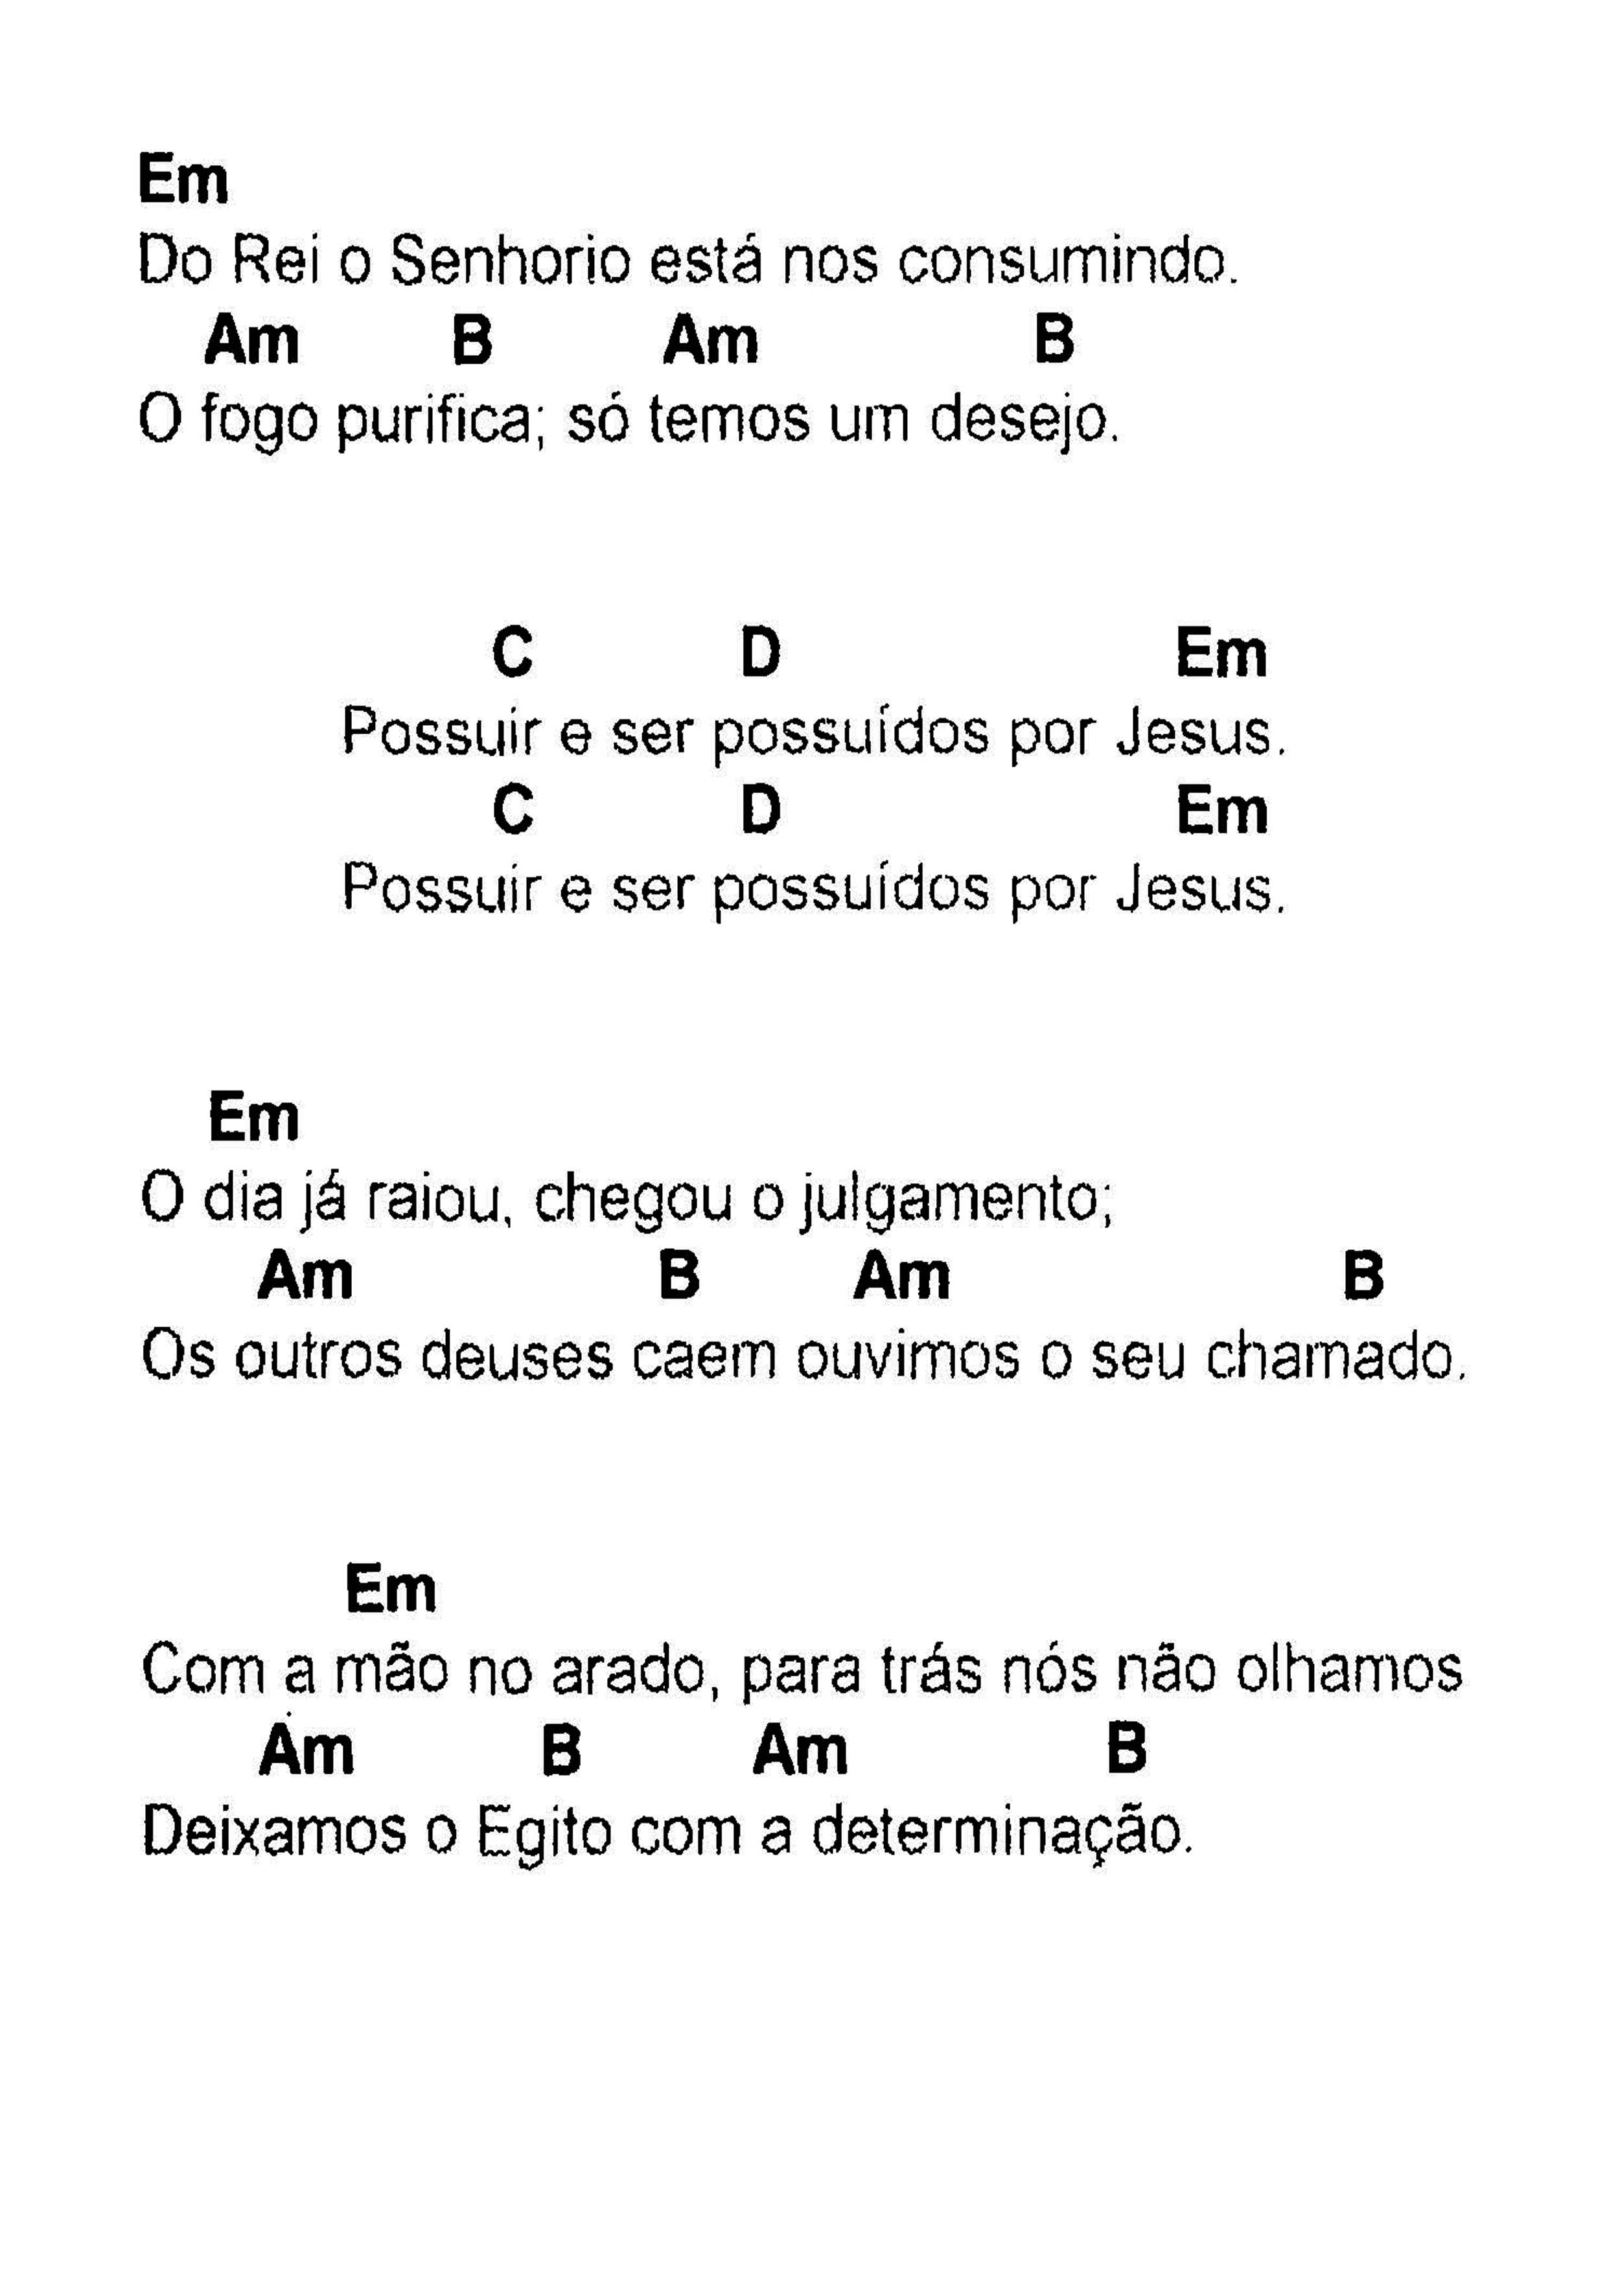 Em
Do Rei o Senhorio está nos consumindo.
Am B Am B
O fogo purifica; só temos um desejo.
C D Em
Possuir e ser possuídos por Jesus.
C D Em
Possuir e ser possuídos por Jesus.
Em
O dia já raiou, chegou o julgamento;
Am B Am B
Os outros deuses caem ouvimos o seu chamado.
Em
Com a mão no arado, para trás nós não olhamos
Am B Am B
Deixamos o Egito com a determinação.